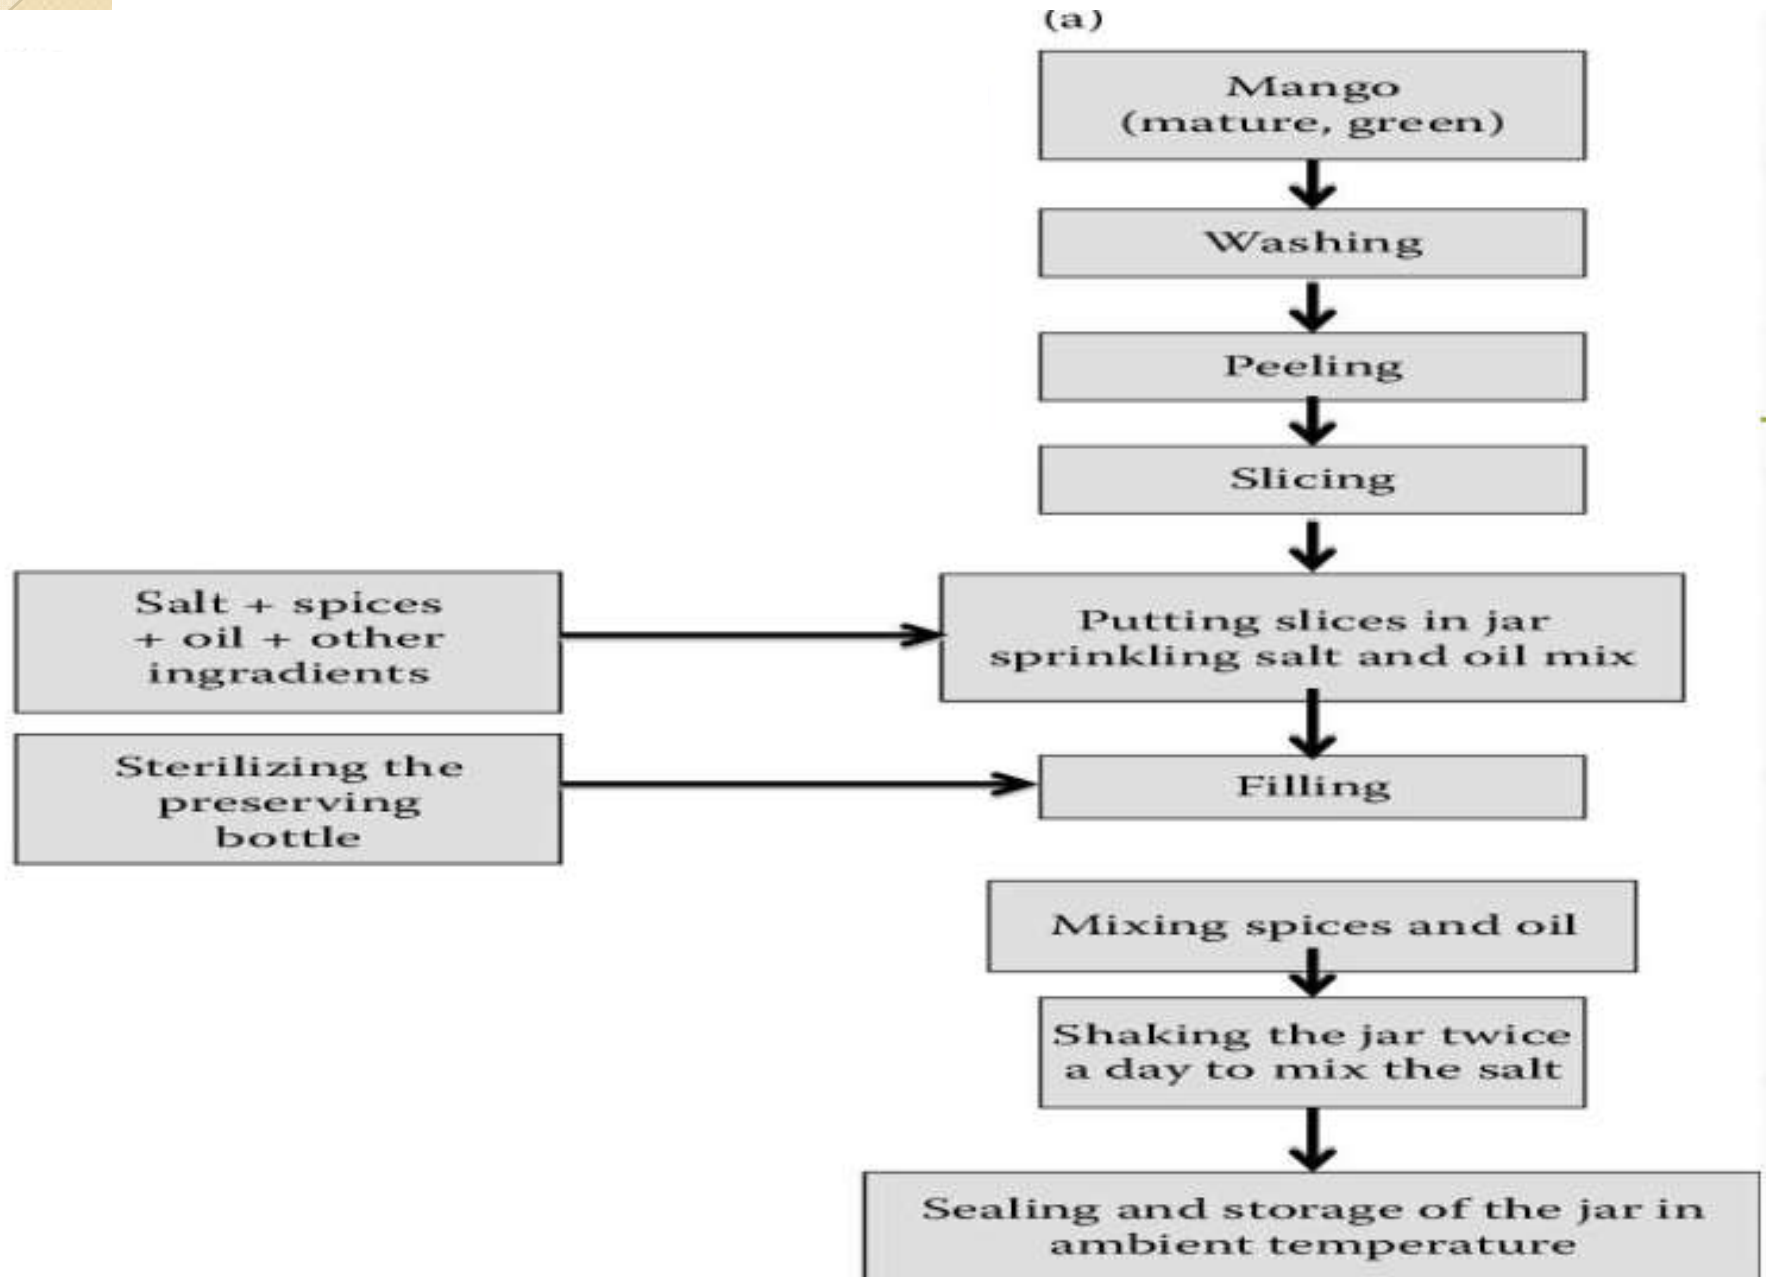 (a)
Mango
(mature, green)
Washing
Peeling
Slicing
Salt + spices
+ oil + other
ingradients
Putting slices in jar
sprinkling salt and oil mix
Sterilizing the
preserving
bottle
Filling
Mixing spices and oil
Shaking the jar twice
a day to mix the salt
Sealing and storage of the jar in
ambient temperature